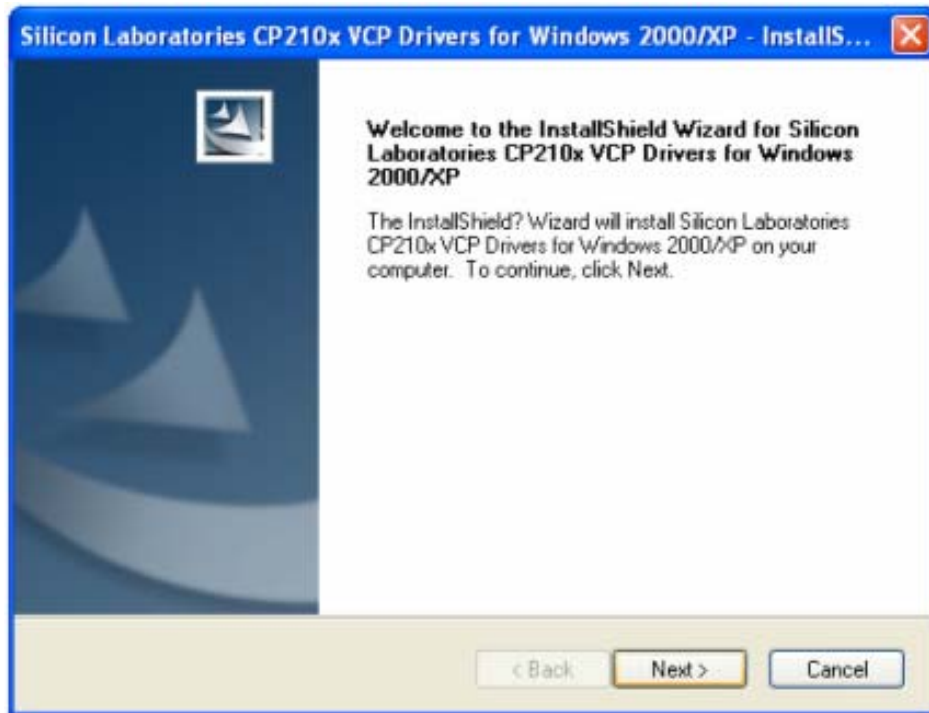 Silicon Laboratories CP210x VCP Drivers for Windows 2000/XP - InstallS...
Welcome to the InstallShield Wizard for Silicon
Laboratories CP210x VCP Drivers for Windows
2000/XP
The InstallShield? Wizard will install Silicon Laboratories
CP210x VCP Drivers for Windows 2000/XP on your
computer. To continue, click Next.
< Back
Next >
Cancel